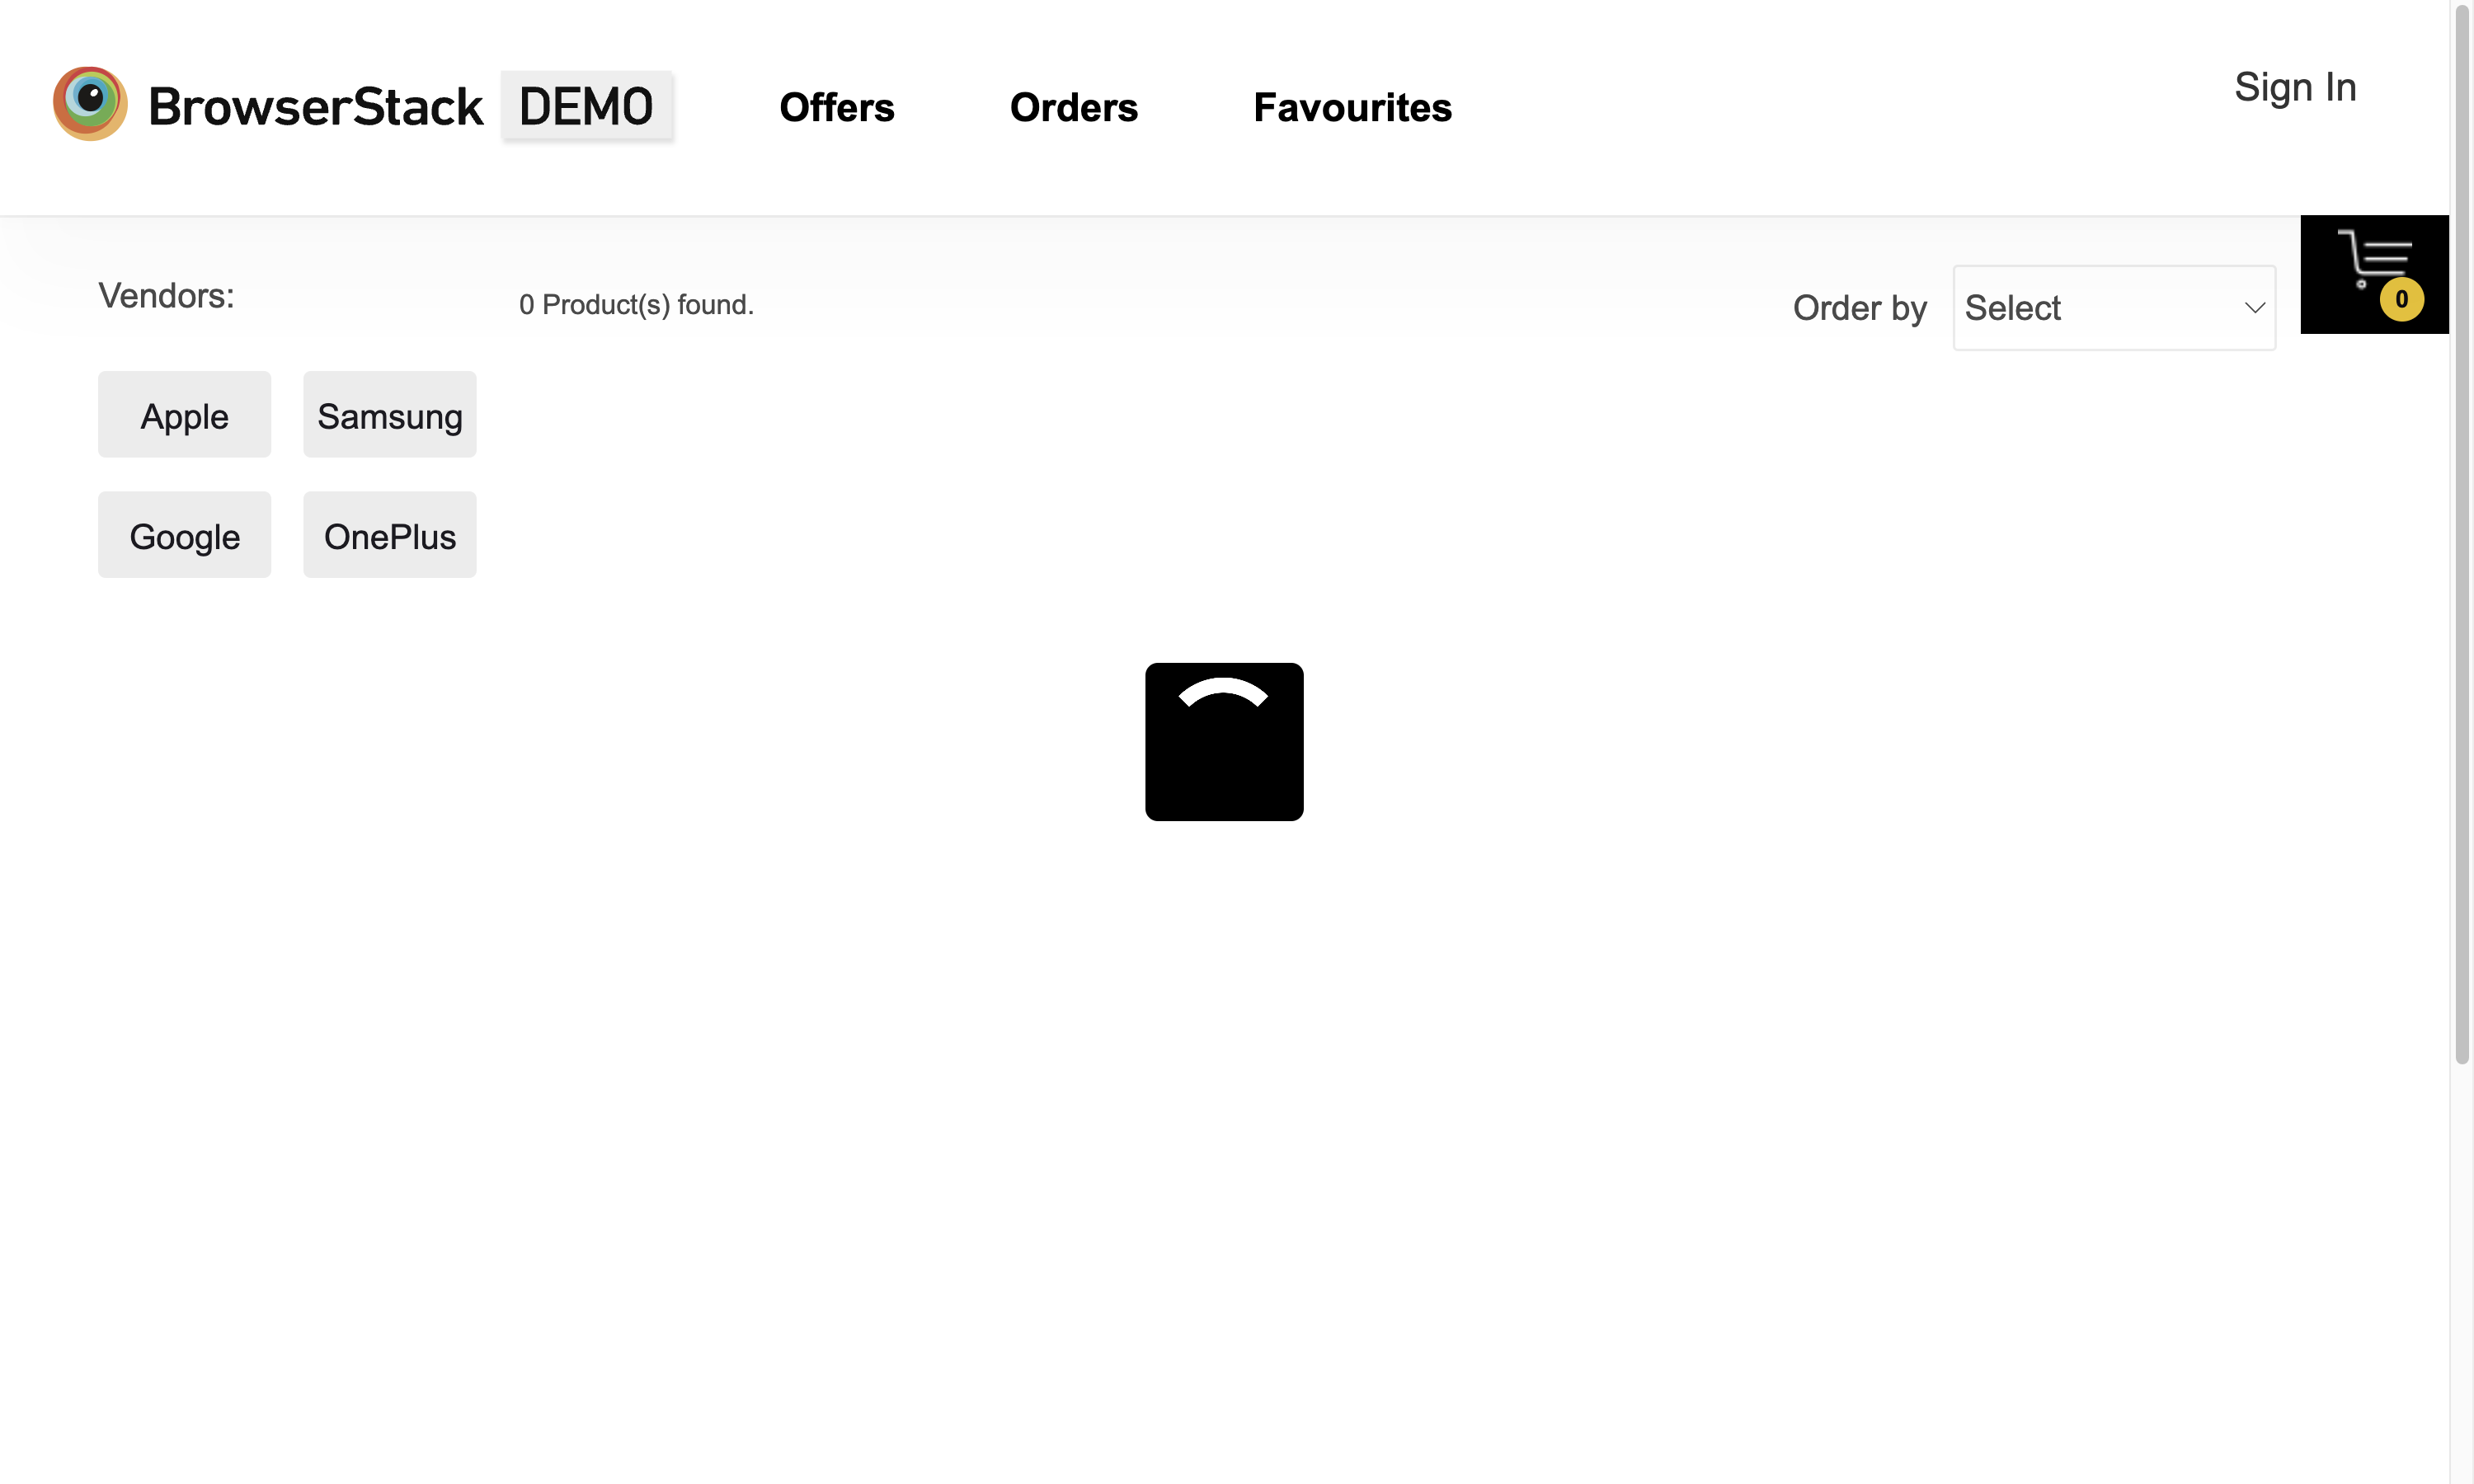 BrowserStack DEMO
Offers
Orders
Favourites
Sign In
Vendors:
0 Product(s) found.
Order by
Select
0
Apple
Samsung
Google
OnePlus